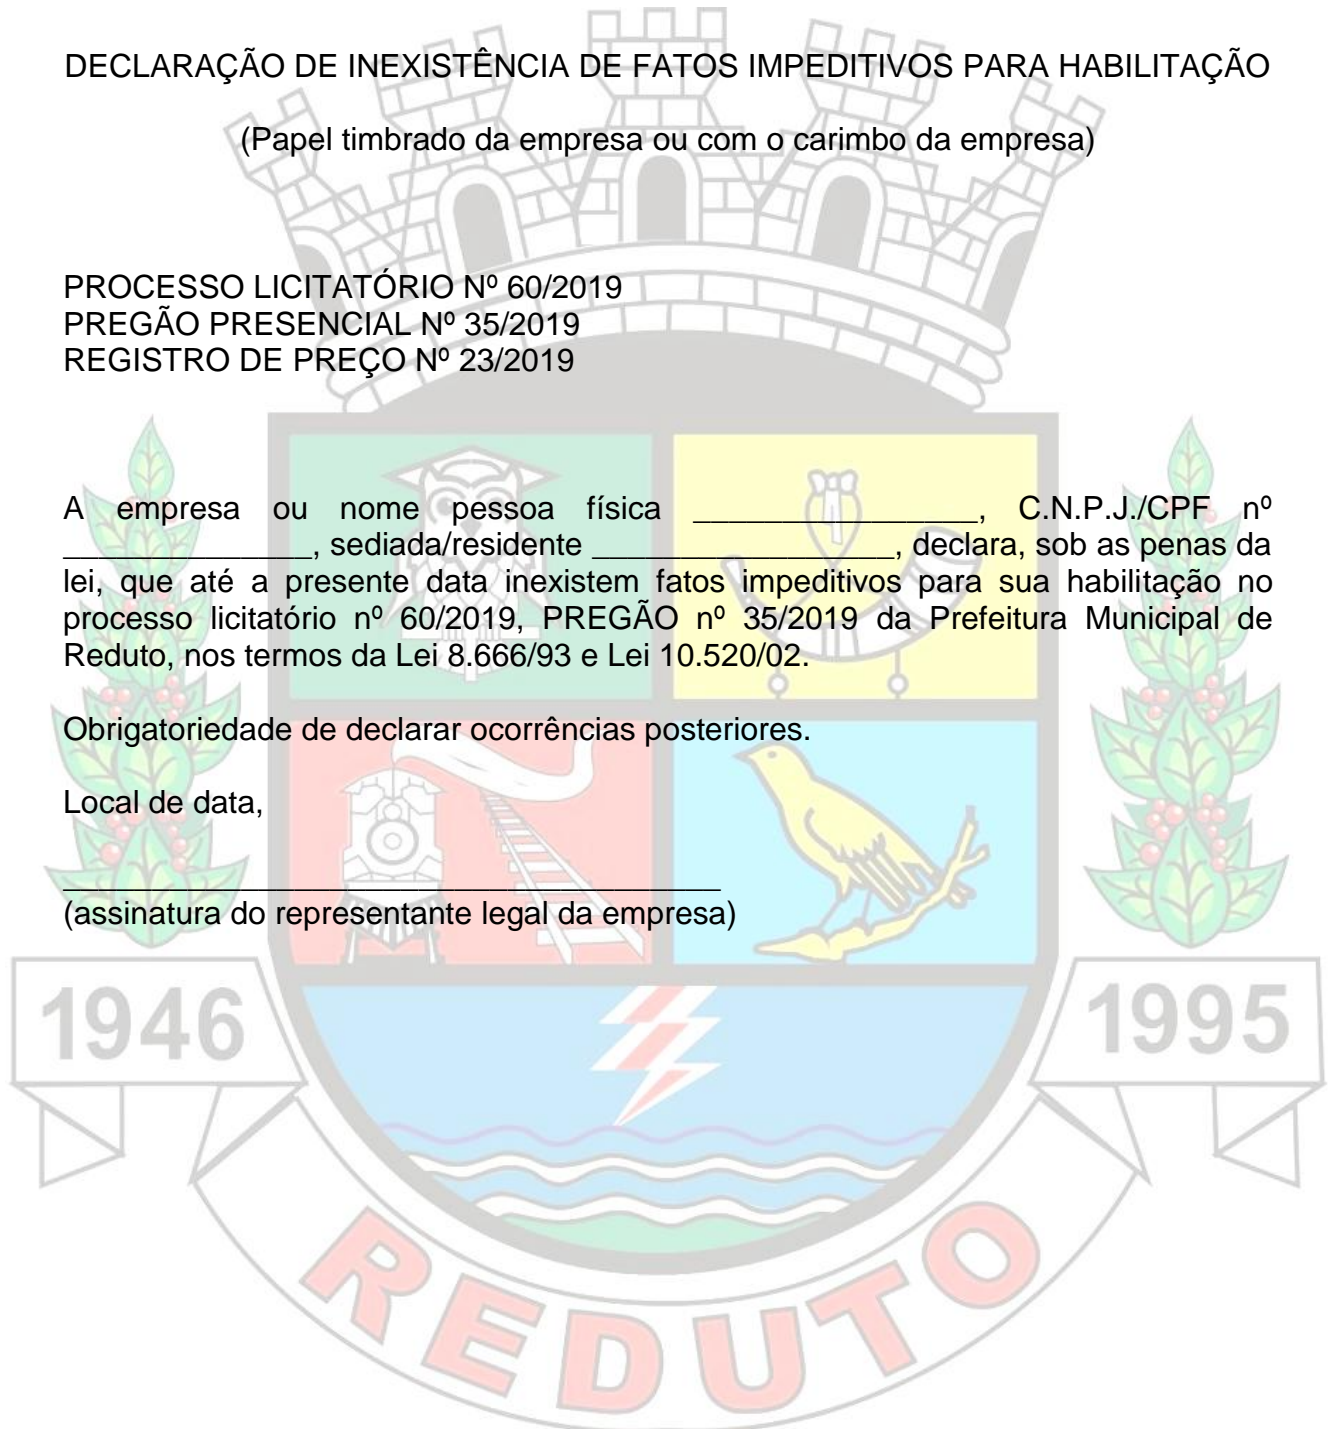 DECLARAÇÃO DE INEXISTÊNCIA DE FATOS IMPEDITIVOS PARA HABILITAÇÃO
(Papel timbrado da empresa ou com o carimbo da empresa)
PROCESSO LICITATÓRIO Nº 60/2019
PREGÃO PRESENCIAL Nº 35/2019
REGISTRO DE PREÇO Nº 23/2019
A empresa ou nome pessoa física ________________, C.N.P.J./CPF nº
______________, sediada/residente _________________, declara, sob as penas da
lei, que até a presente data inexistem fatos impeditivos para sua habilitação no
processo licitatório nº 60/2019, PREGÃO nº 35/2019 da Prefeitura Municipal de
Reduto, nos termos da Lei 8.666/93 e Lei 10.520/02.
Obrigatoriedade de declarar ocorrências posteriores.
Local de data,
_____________________________________
(assinatura do representante legal da empresa)
1946
1995
REDUTO